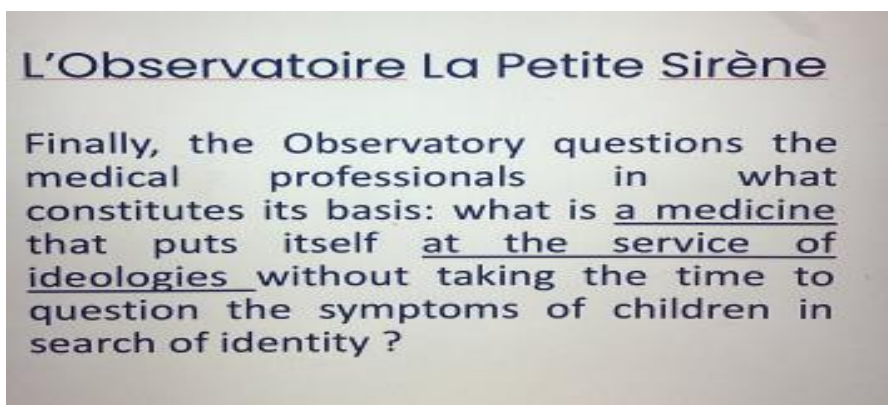 L'Observatoire La Petite Sirène
Finally, the Observatory questions the
medical professionals in what
constitutes its basis: what is a medicine
that puts itself at the service of
ideologies without taking the time to
question the symptoms of children in
search of identity ?